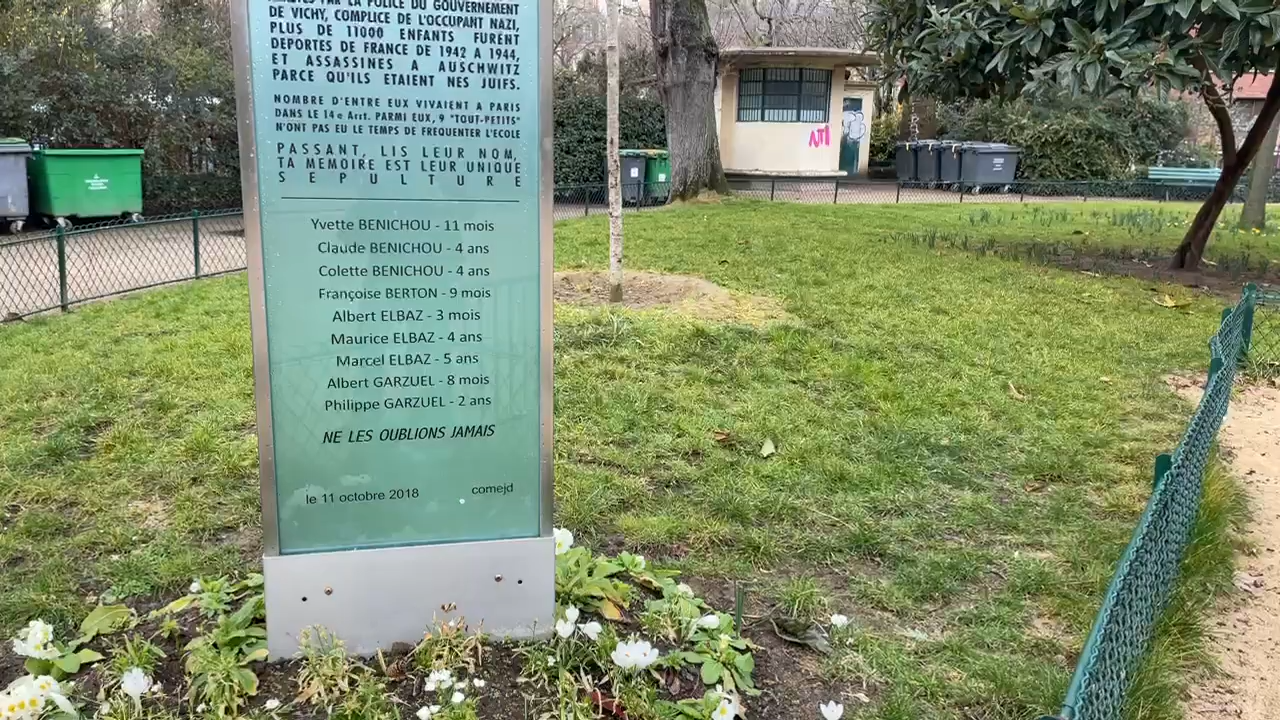 PAR LA POLICE DU GOUVERNEMENT
DE VICHY, COMPLICE DE L'OCCUPANT NAZI,
PLUS DE 11000 ENFANTS FURENT
DEPORTES DE FRANCE DE 1942 A 1944,
ET ASSASSINES A AUSCHWITZ
PARCE QU'ILS ETAIENT NES JUIFS.
NOMBRE D'ENTRE EUX VIVAIENT A PARIS
DANS LE 14e Arrt. PARMI EUX, 9 "TOUT-PETITS"
N'ONT PAS EU LE TEMPS DE FREQUENTER L'ECOLE
PASSANT, LIS LEUR NOM,
TA MEMOIRE EST LEUR UNIQUE
SEPULTURE
Yvette BENICHOU - 11 mois
Claude BENICHOU - 4 ans
Colette BENICHOU - 4 ans
Françoise BERTON - 9 mois
Albert ELBAZ - 3 mois
Maurice ELBAZ - 4 ans
Marcel ELBAZ - 5 ans
Albert GARZUEL - 8 mois
Philippe GARZUEL - 2 ans
NE LES OUBLIONS JAMAIS
le 11 octobre 2018 comejd